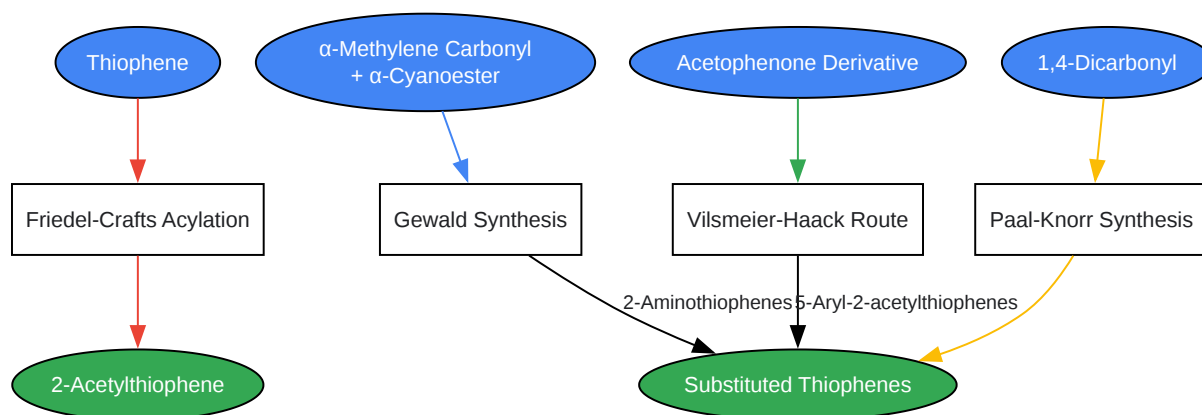 Thiophene
α-Methylene Carbonyl
+ α-Cyanoester
Acetophenone Derivative
1,4-Dicarbonyl
Friedel-Crafts Acylation
Gewald Synthesis
Vilsmeier-Haack Route
Paal-Knorr Synthesis
2-Aminothiophenes
5-Aryl-2-acetylthiophenes
2-Acetylthiophene
Substituted Thiophenes